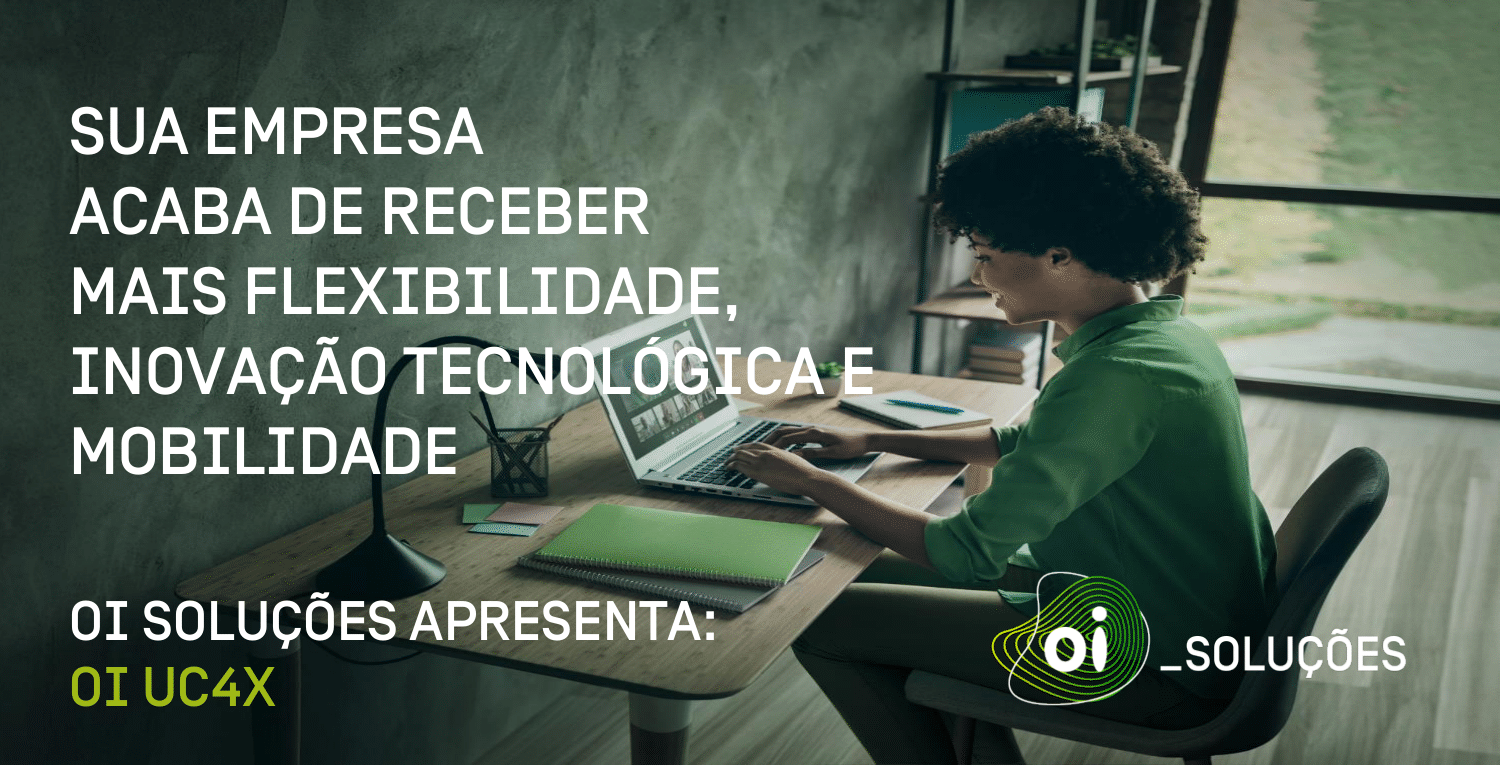 SUA EMPRESA
ACABA DE RECEBER
MAIS FLEXIBILIDADE,
INOVAÇÃO TECNOLÓGICA E
MOBILIDADE
OI SOLUÇÕES APRESENTA:
OI UC4X
oi _SOLUÇÕES